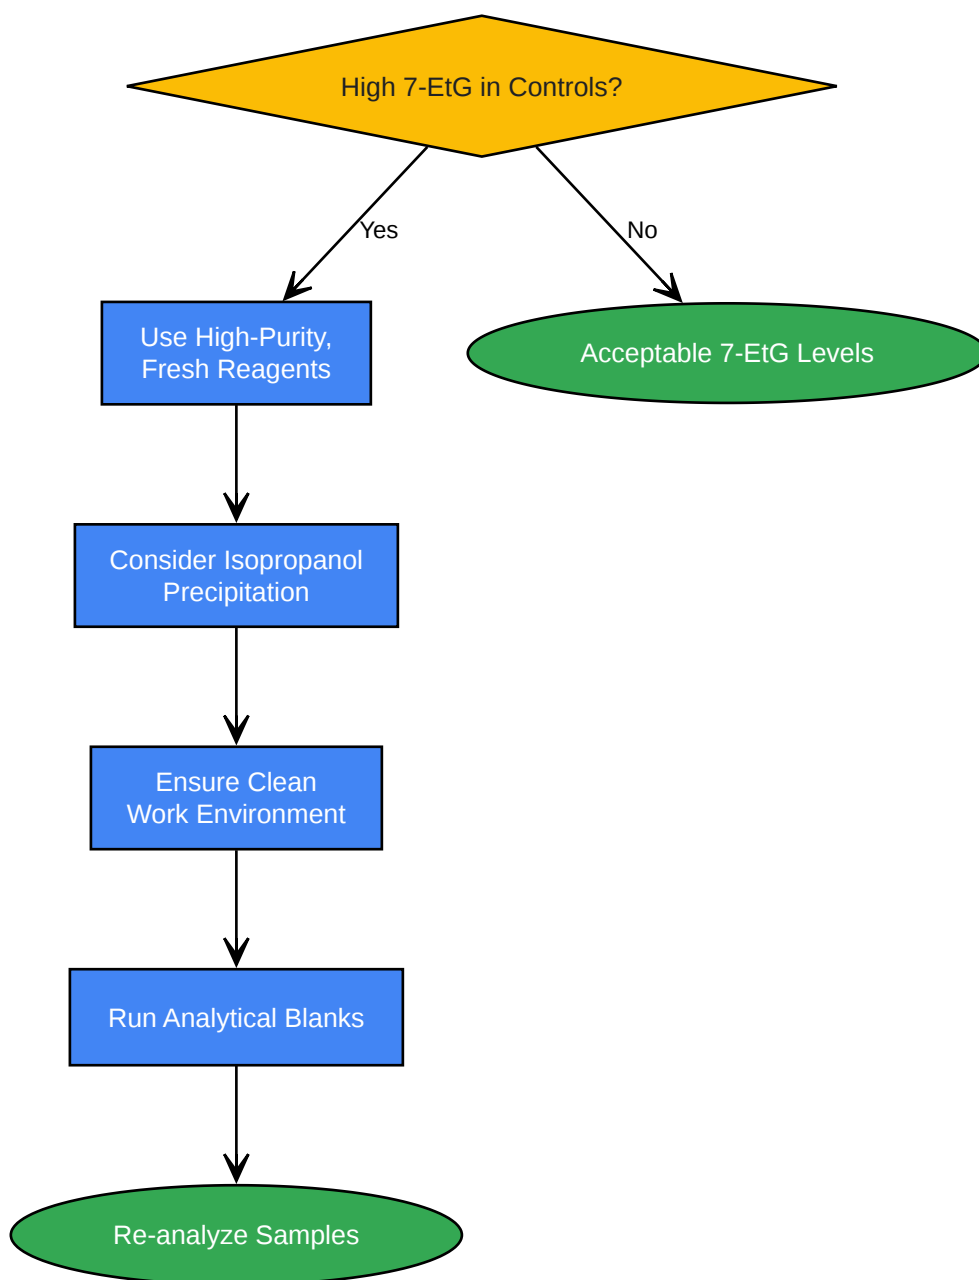 High 7-EtG in Controls?
Yes
No
Use High-Purity,
Fresh Reagents
Acceptable 7-EtG Levels
Consider Isopropanol
Precipitation
Ensure Clean
Work Environment
Run Analytical Blanks
Re-analyze Samples